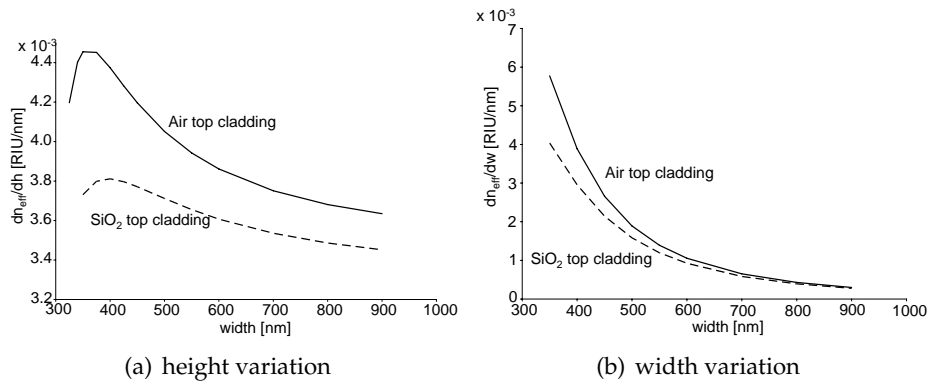 x 10⁻³
4.4
4.2
4.0
3.8
3.6
3.4
3.2
dn_eff/dh [RIU/nm]
Air top cladding
SiO₂ top cladding
300 400 500 600 700 800 900 1000
width [nm]
(a) height variation
x 10⁻³
7
6
5
4
3
2
1
0
dn_eff/dw [RIU/nm]
Air top cladding
SiO₂ top cladding
300 400 500 600 700 800 900 1000
width [nm]
(b) width variation